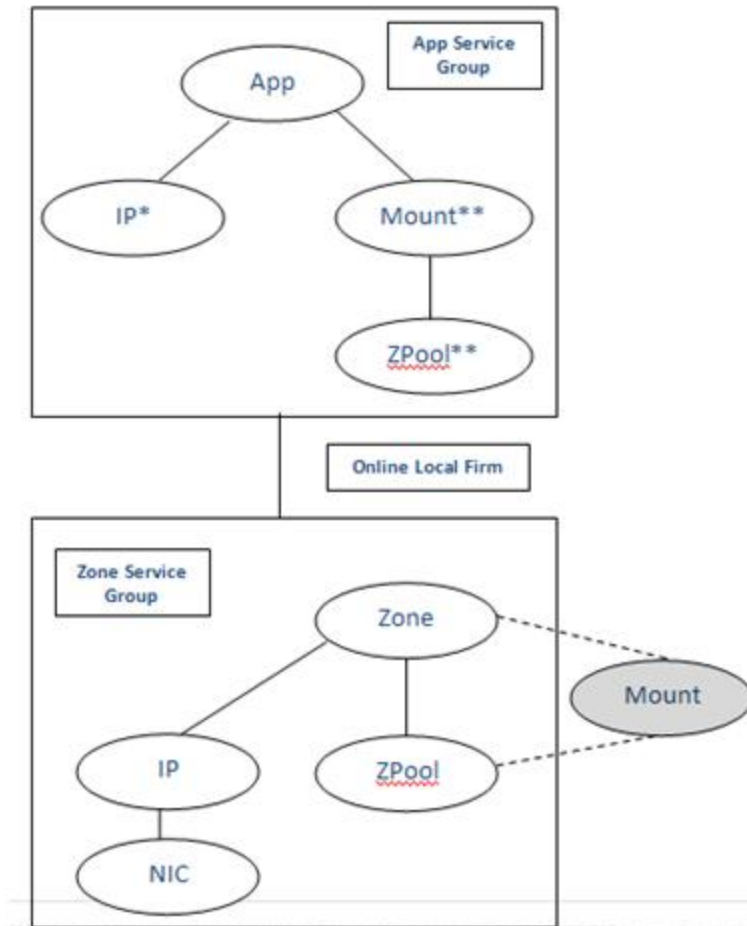 App Service
Group
App
IP*
Mount**
ZPool**
Online Local Firm
Zone Service
Group
Zone
Mount
IP
ZPool
NIC